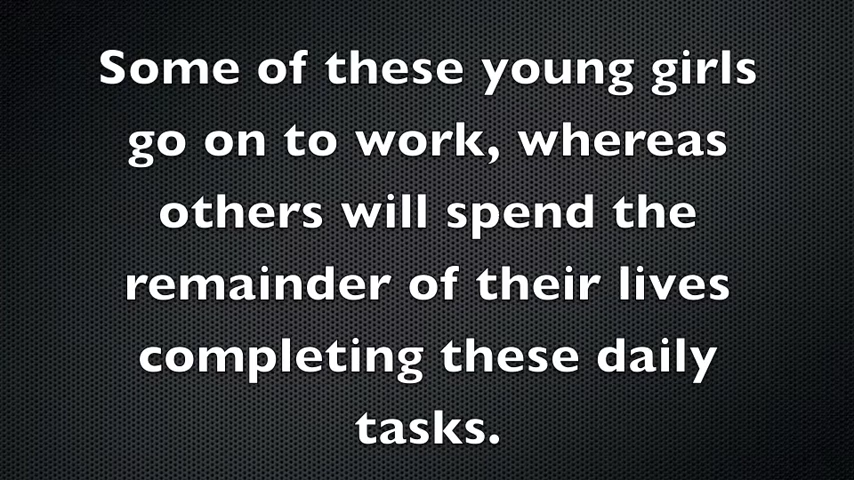 Some of these young girls
go on to work, whereas
others will spend the
remainder of their lives
completing these daily
tasks.